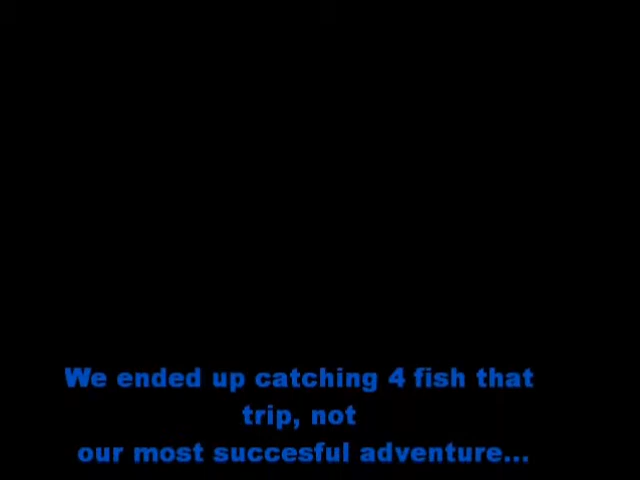 We ended up catching 4 fish that
trip, not
our most succesful adventure...